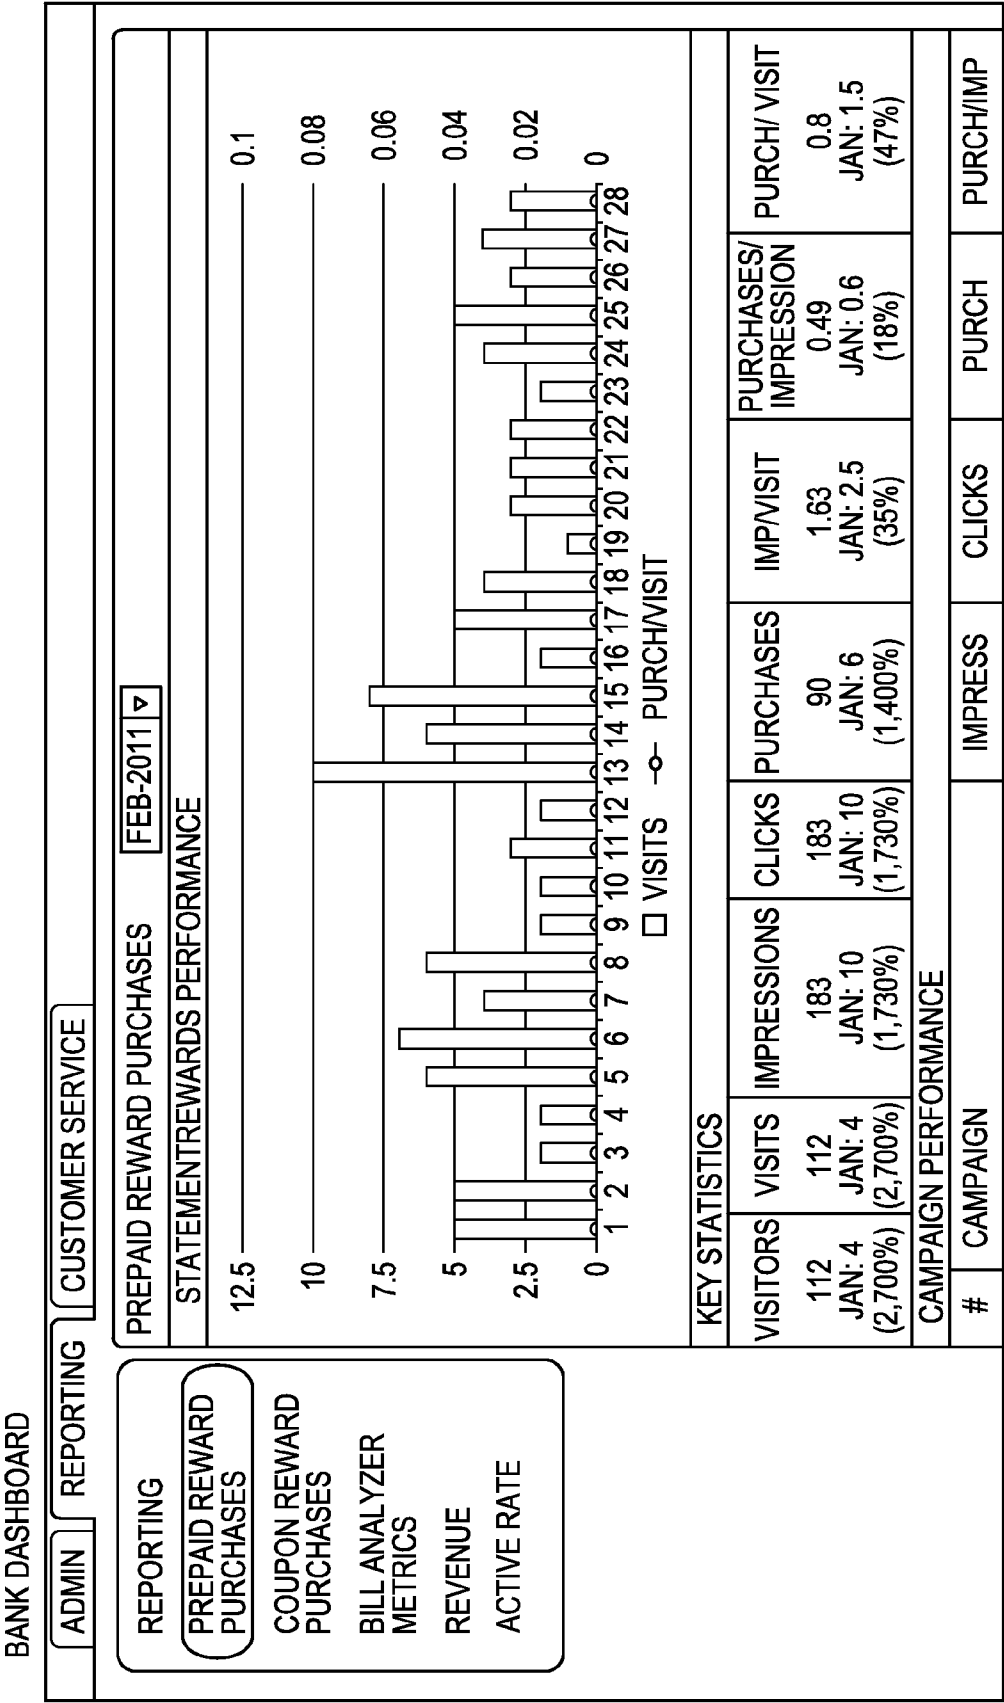 BANK DASHBOARD
ADMIN
REPORTING
CUSTOMER SERVICE
REPORTING
PREPAID REWARD
PURCHASES
COUPON REWARD
PURCHASES
BILL ANALYZER
METRICS
REVENUE
ACTIVE RATE
PREPAID REWARD PURCHASES
FEB-2011
STATEMENTREWARDS PERFORMANCE
12.5
10
7.5
5
2.5
0
0.1
0.08
0.06
0.04
0.02
0
1 2 3 4 5 6 7 8 9 10 11 12 13 14 15 16 17 18 19 20 21 22 23 24 25 26 27 28
VISITS PURCH/VISIT
KEY STATISTICS
VISITORS
112
JAN: 4
(2,700%)
VISITS
112
JAN: 4
(2,700%)
IMPRESSIONS
183
JAN: 10
(1,730%)
CLICKS
183
JAN: 10
(1,730%)
PURCHASES
90
JAN: 6
(1,400%)
IMP/VISIT
1.63
JAN: 2.5
(35%)
PURCHASES/
IMPRESSION
0.49
JAN: 0.6
(18%)
PURCH/ VISIT
0.8
JAN: 1.5
(47%)
CAMPAIGN PERFORMANCE
# CAMPAIGN IMPRESS CLICKS PURCH PURCH/IMP